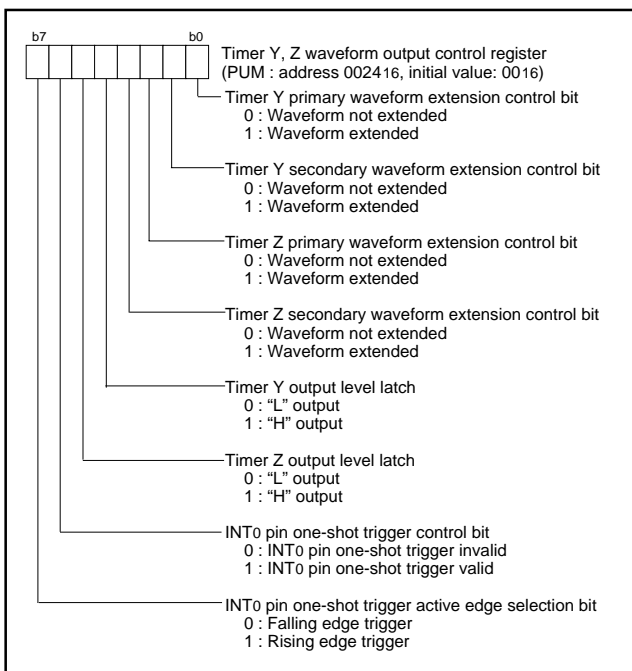 b7 b0
Timer Y, Z waveform output control register
(PUM : address 002416, initial value: 0016)
Timer Y primary waveform extension control bit
0 : Waveform not extended
1 : Waveform extended
Timer Y secondary waveform extension control bit
0 : Waveform not extended
1 : Waveform extended
Timer Z primary waveform extension control bit
0 : Waveform not extended
1 : Waveform extended
Timer Z secondary waveform extension control bit
0 : Waveform not extended
1 : Waveform extended
Timer Y output level latch
0 : “L” output
1 : “H” output
Timer Z output level latch
0 : “L” output
1 : “H” output
INT0 pin one-shot trigger control bit
0 : INT0 pin one-shot trigger invalid
1 : INT0 pin one-shot trigger valid
INT0 pin one-shot trigger active edge selection bit
0 : Falling edge trigger
1 : Rising edge trigger